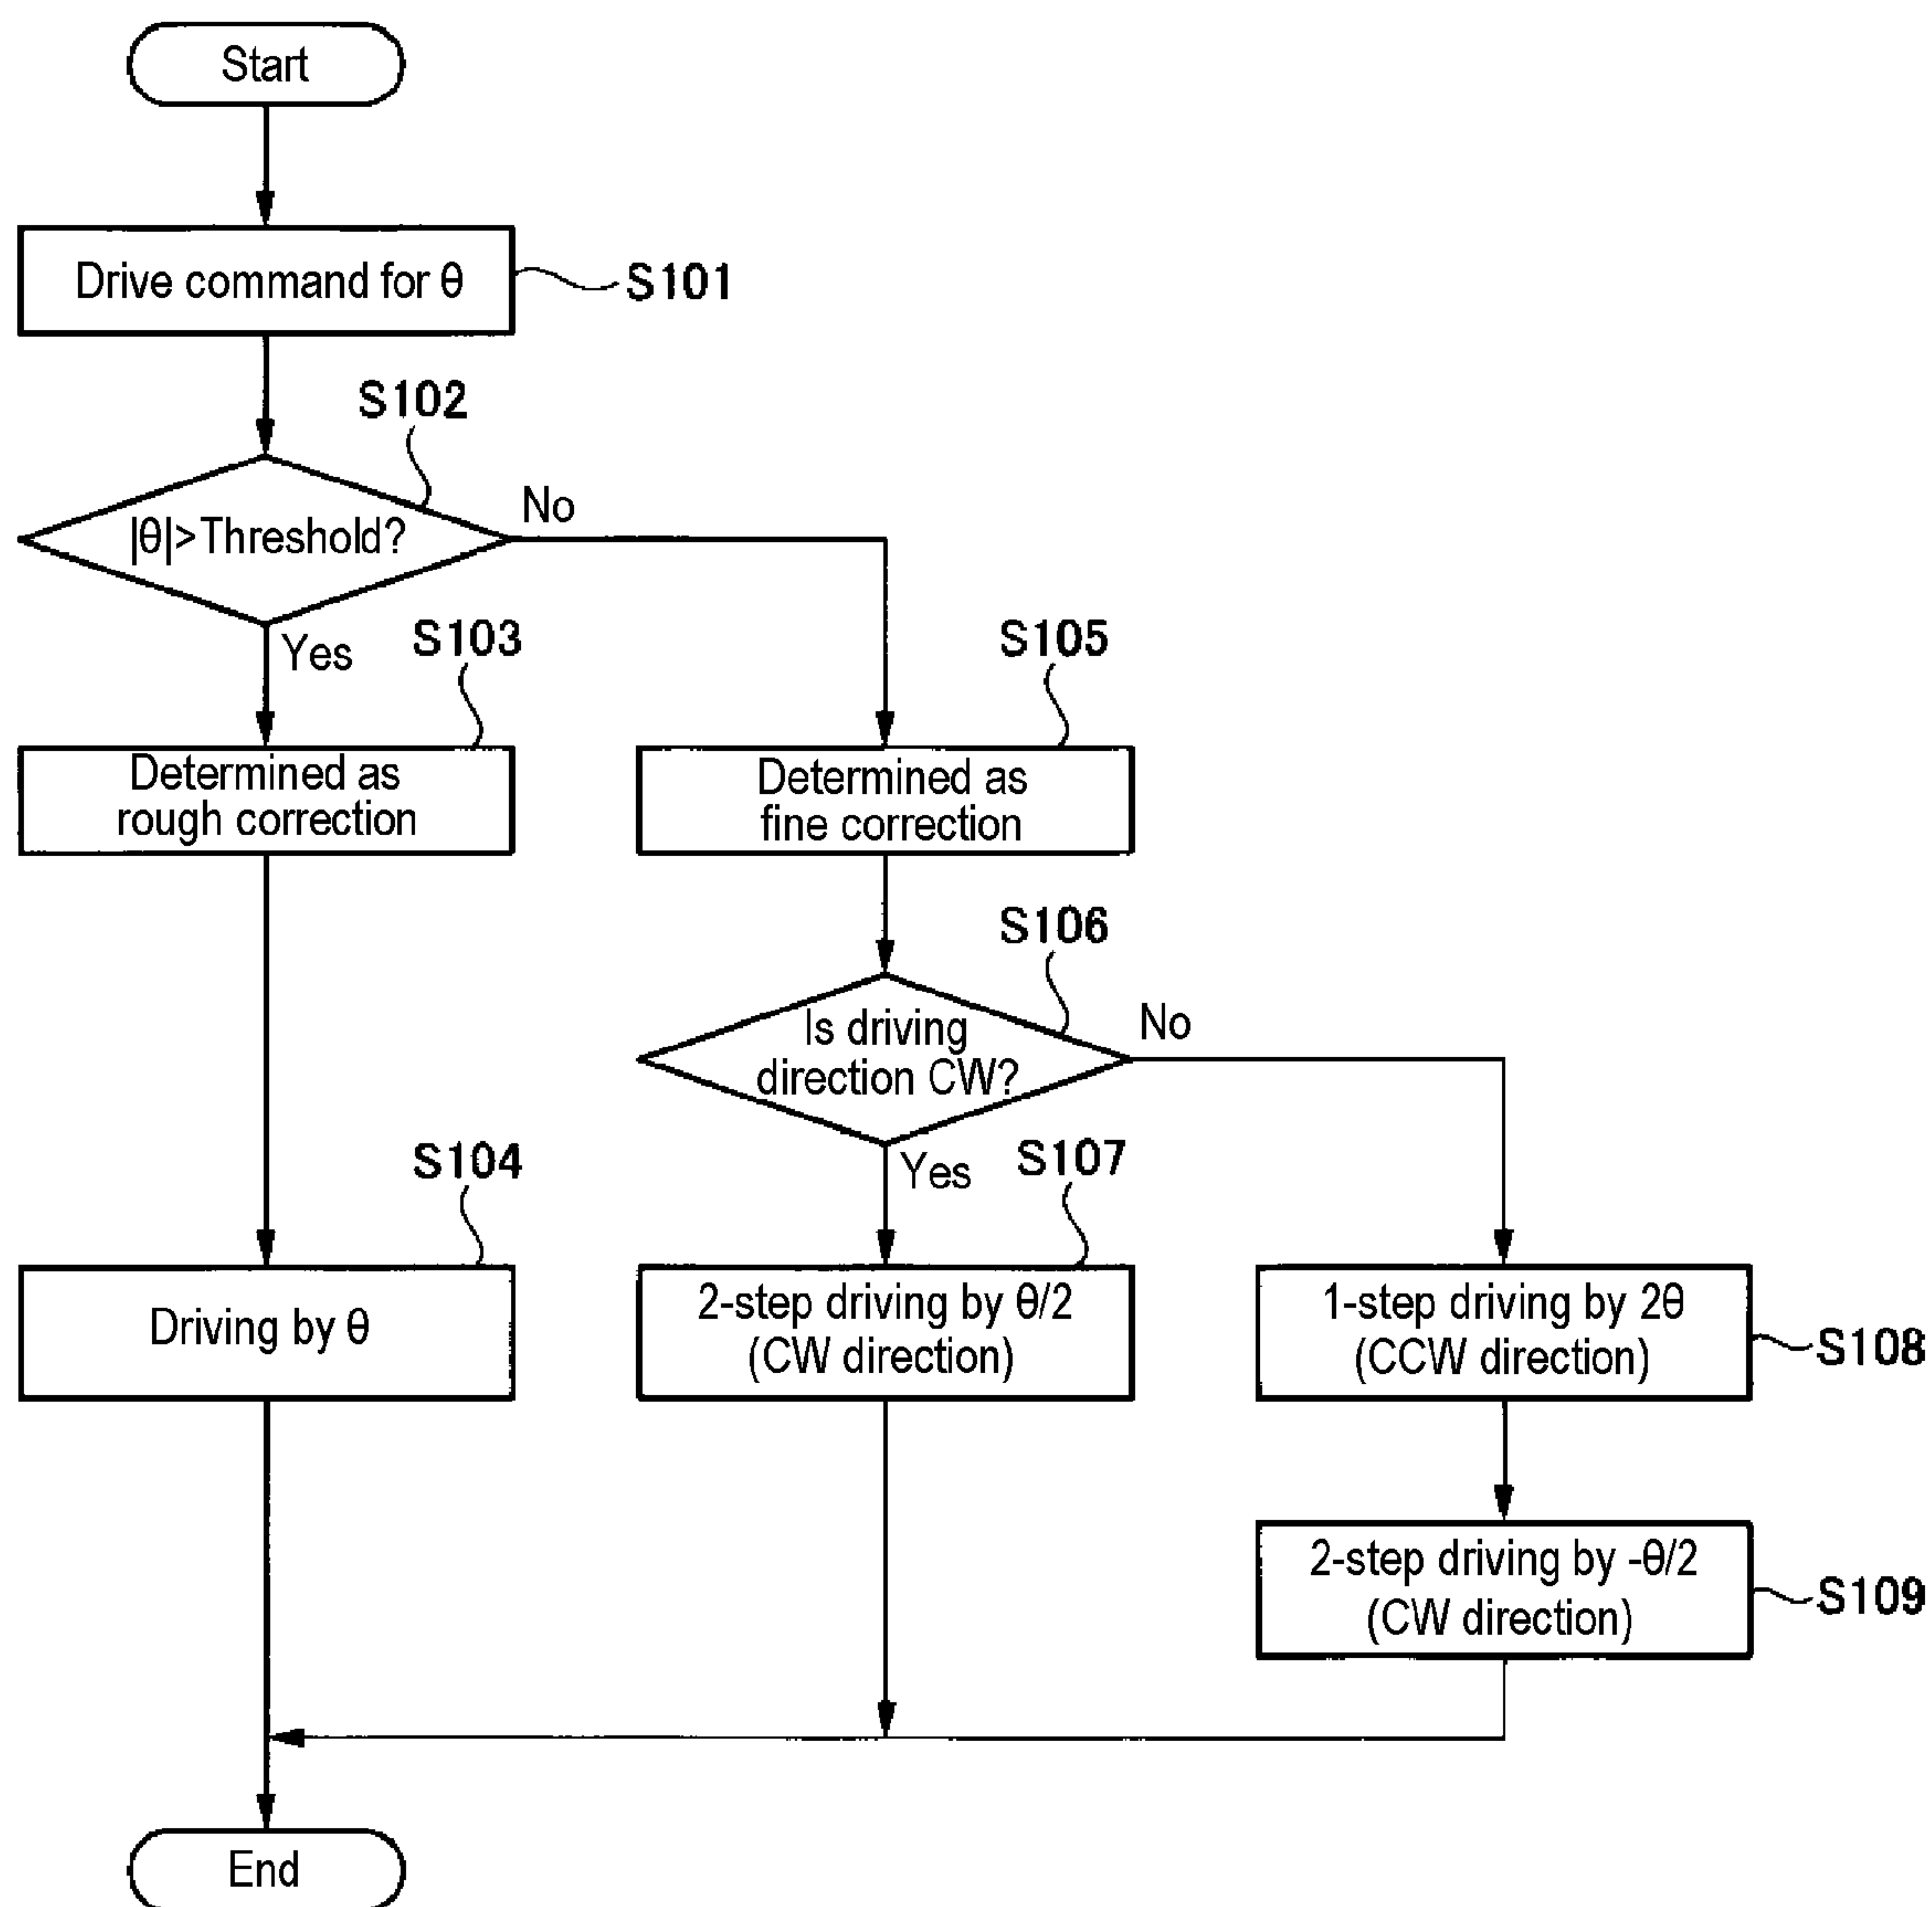 Start
Drive command for θ
S101
S102
|θ|>Threshold?
No
Yes
S103
Determined as
rough correction
S105
Determined as
fine correction
S106
Is driving
direction CW?
No
Yes
S104
Driving by θ
S107
2-step driving by θ/2
(CW direction)
1-step driving by 2θ
(CCW direction)
S108
2-step driving by -θ/2
(CW direction)
S109
End